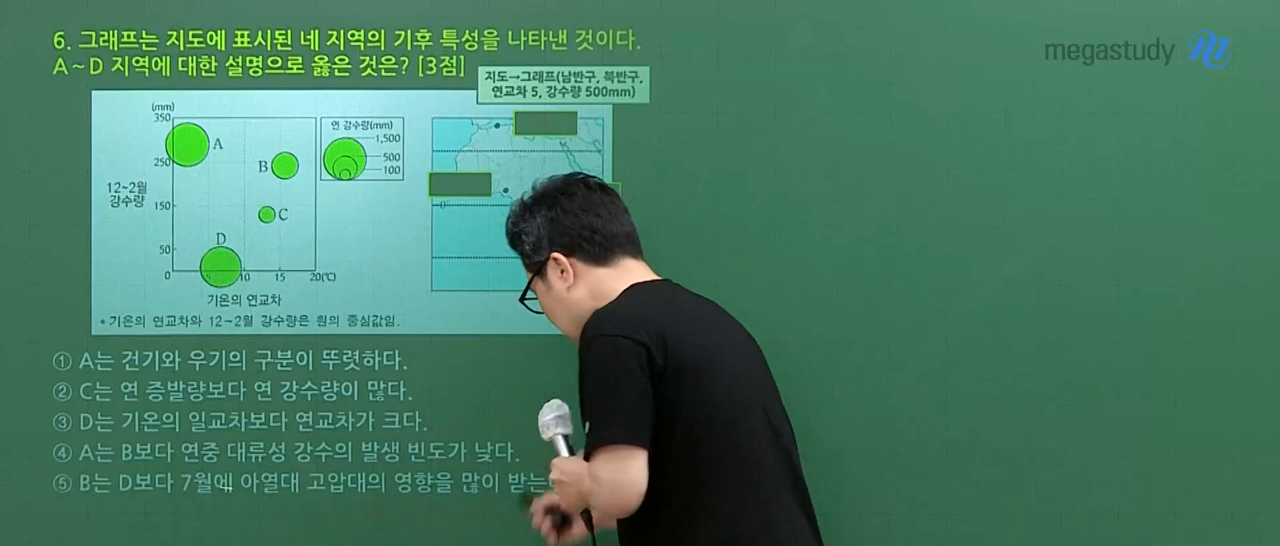 6. 그래프는 지도에 표시된 네 지역의 기후 특성을 나타낸 것이다.
A~D 지역에 대한 설명으로 옳은 것은? [3점]
megastudy
지도→그래프(남반구, 북반구,
연교차 5, 강수량 500mm)
(mm)
350
250
150
50
0
10
15
20(℃)
12~2월
강수량
A
B
C
D
기온의 연교차
연 강수량(mm)
1,500
500
100
* 기온의 연교차와 12~2월 강수량은 원의 중심값임.
① A는 건기와 우기의 구분이 뚜렷하다.
② C는 연 증발량보다 연 강수량이 많다.
③ D는 기온의 일교차보다 연교차가 크다.
④ A는 B보다 연중 대류성 강수의 발생 빈도가 낮다.
⑤ B는 D보다 7월에 아열대 고압대의 영향을 많이 받는